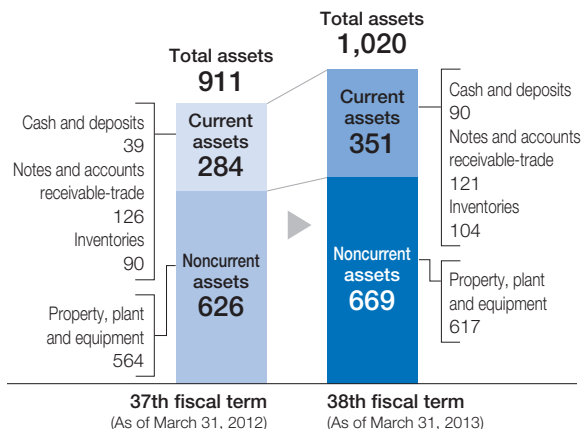 Total assets
911
Cash and deposits
39
Notes and accounts
receivable-trade
126
Inventories
90
Property, plant
and equipment
564
Current
assets
284
Noncurrent
assets
626
37th fiscal term
(As of March 31, 2012)
Total assets
1,020
Current
assets
351
Noncurrent
assets
669
Cash and deposits
90
Notes and accounts
receivable-trade
121
Inventories
104
Property, plant
and equipment
617
38th fiscal term
(As of March 31, 2013)